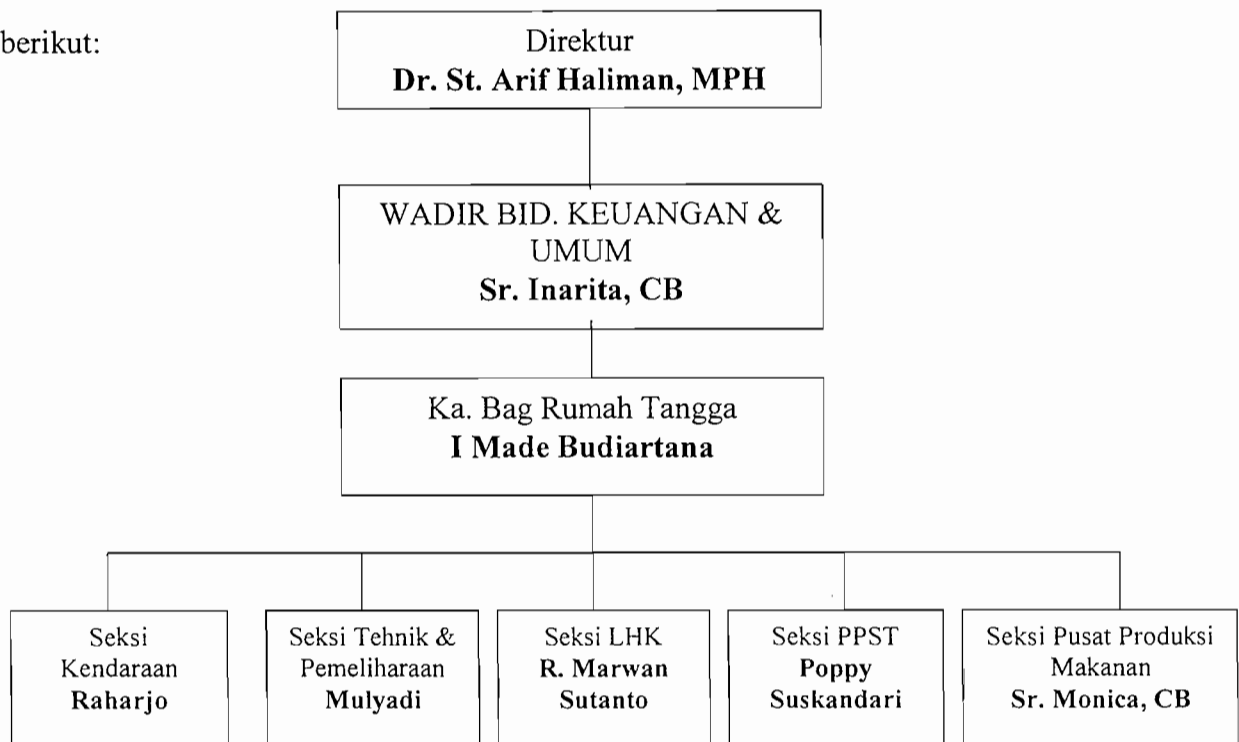 berikut:
Direktur
Dr. St. Arif Haliman, MPH
WADIR BID. KEUANGAN &
UMUM
Sr. Inarita, CB
Ka. Bag Rumah Tangga
I Made Budiartana
Seksi
Kendaraan
Raharjo
Seksi Tehnik &
Pemeliharaan
Mulyadi
Seksi LHK
R. Marwan
Sutanto
Seksi PPST
Poppy
Suskandari
Seksi Pusat Produksi
Makanan
Sr. Monica, CB